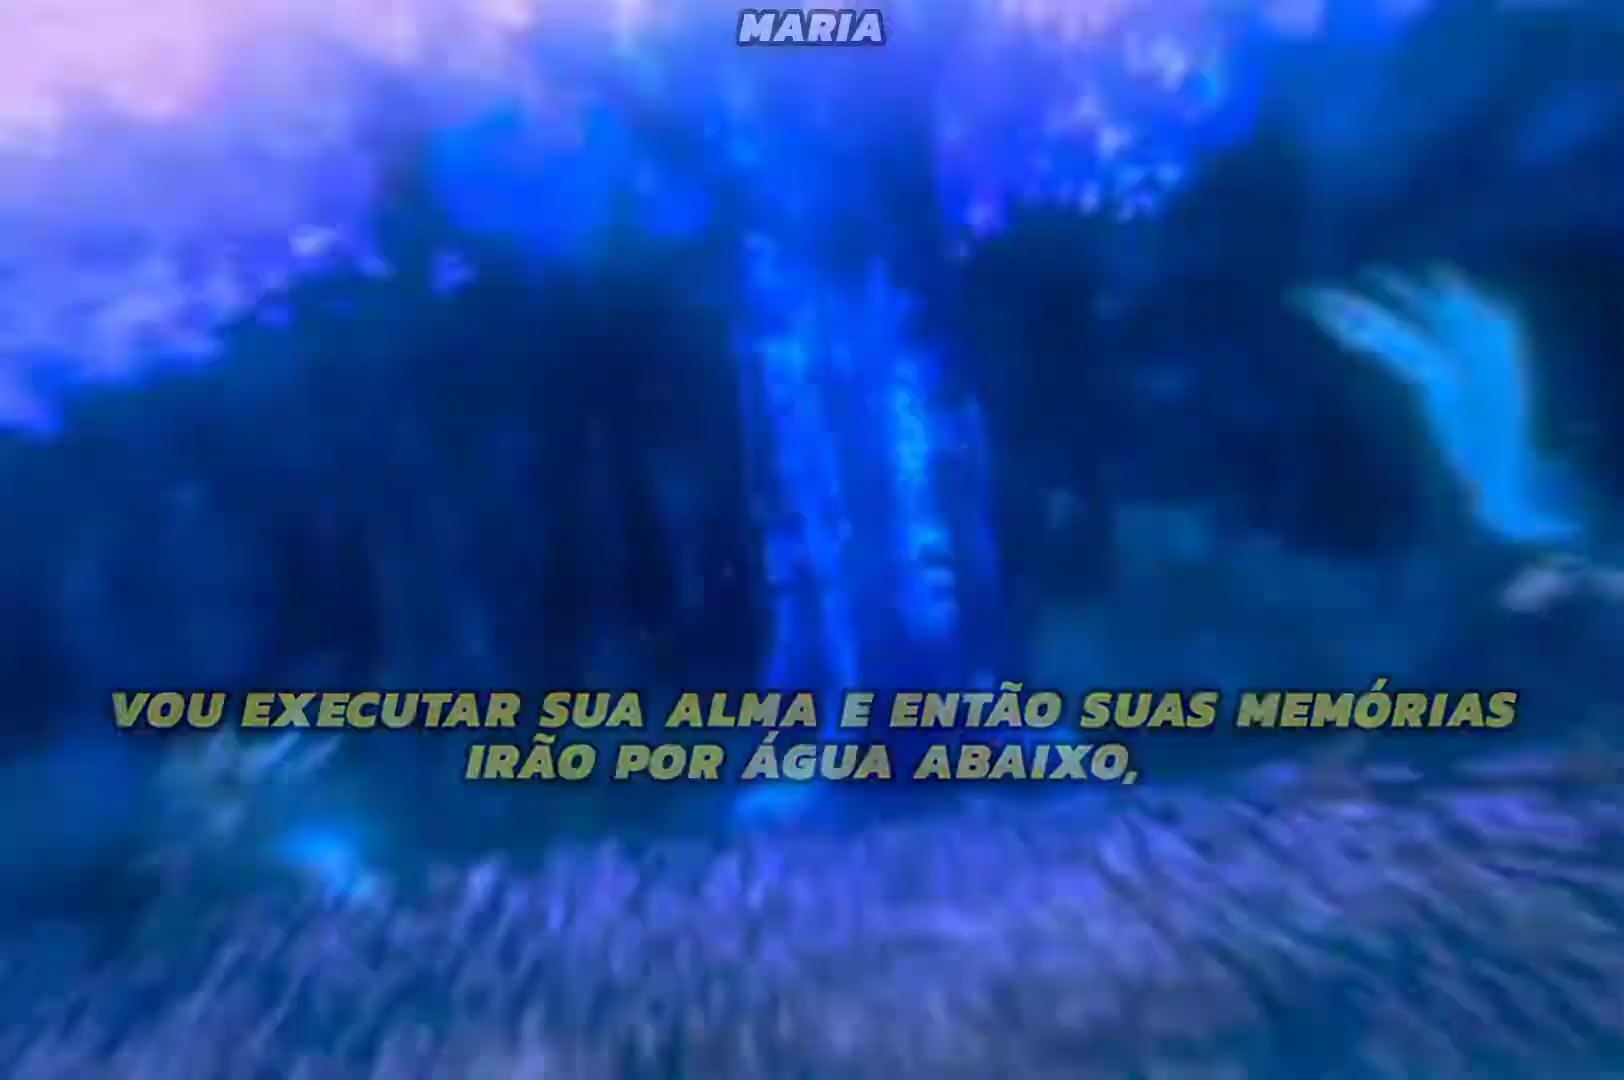 MARIA
VOU EXECUTAR SUA ALMA E ENTÃO SUAS MEMÓRIAS
IRÃO POR ÁGUA ABAIXO,